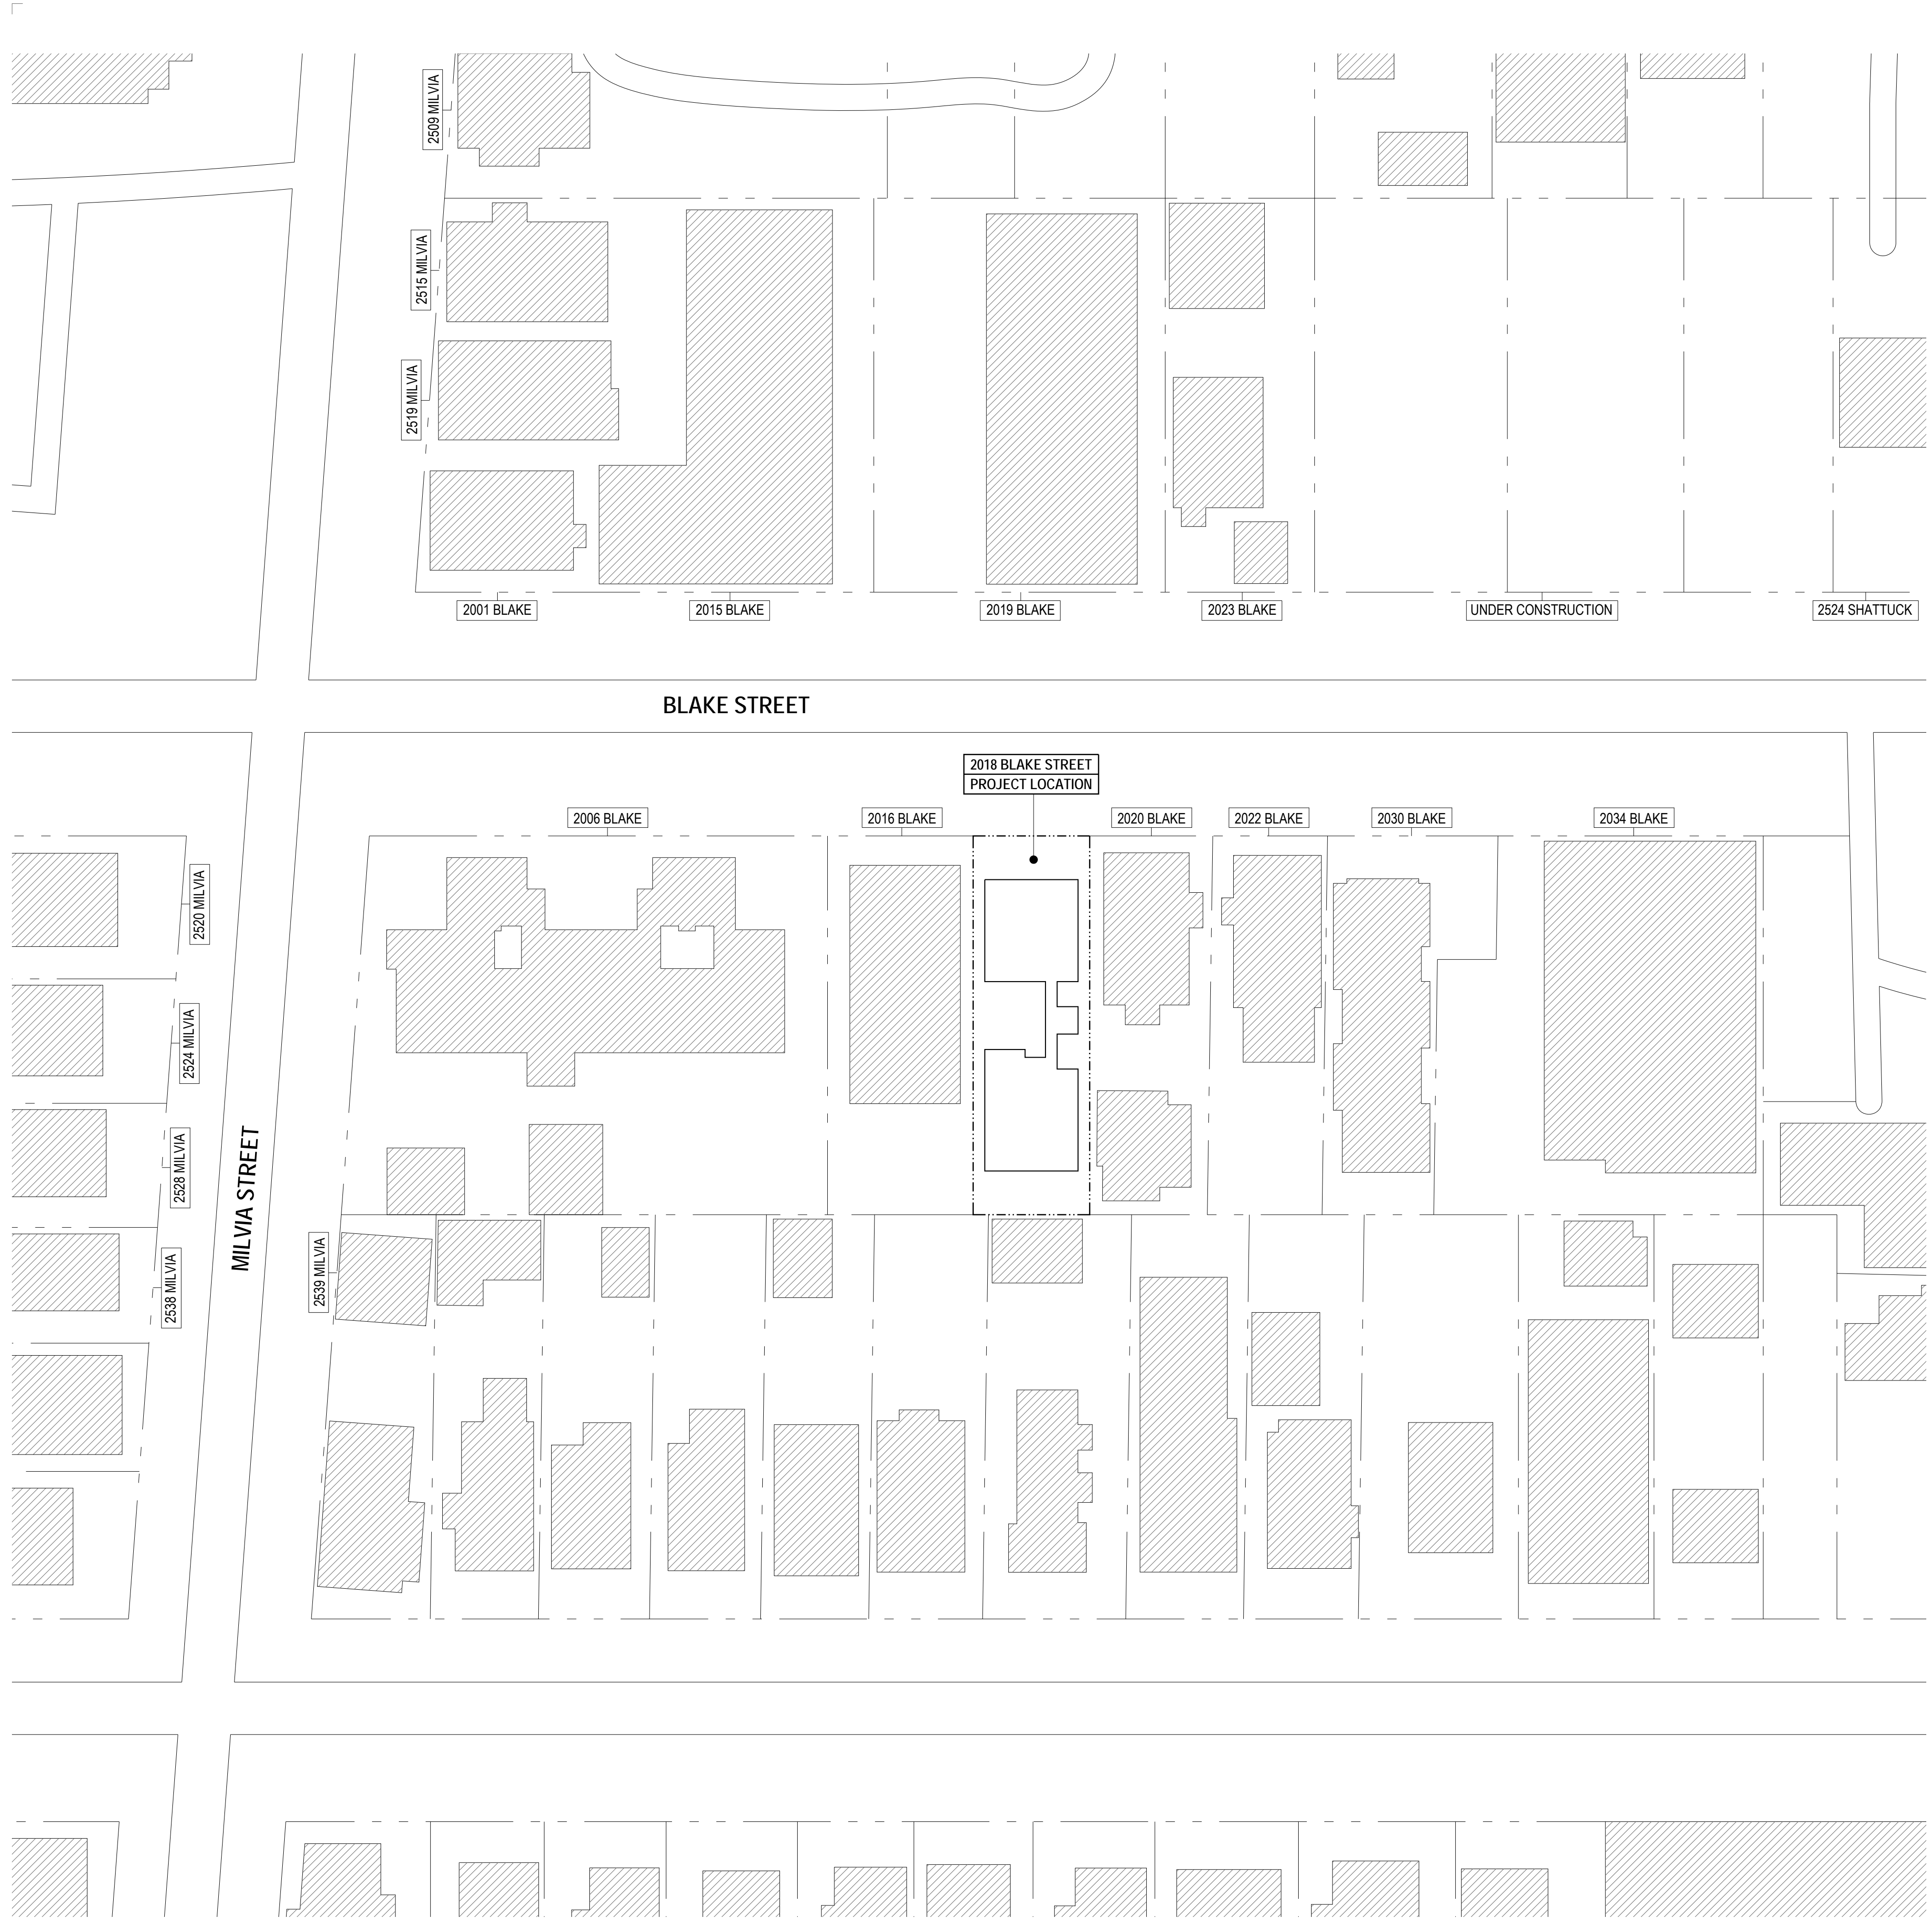 2509 MILVIA
2515 MILVIA
2519 MILVIA
2001 BLAKE
2015 BLAKE
2019 BLAKE
2023 BLAKE
UNDER CONSTRUCTION
2524 SHATTUCK
BLAKE STREET
2018 BLAKE STREET
PROJECT LOCATION
2006 BLAKE
2016 BLAKE
2020 BLAKE
2022 BLAKE
2030 BLAKE
2034 BLAKE
2520 MILVIA
2524 MILVIA
2528 MILVIA
2538 MILVIA
MILVIA STREET
2539 MILVIA